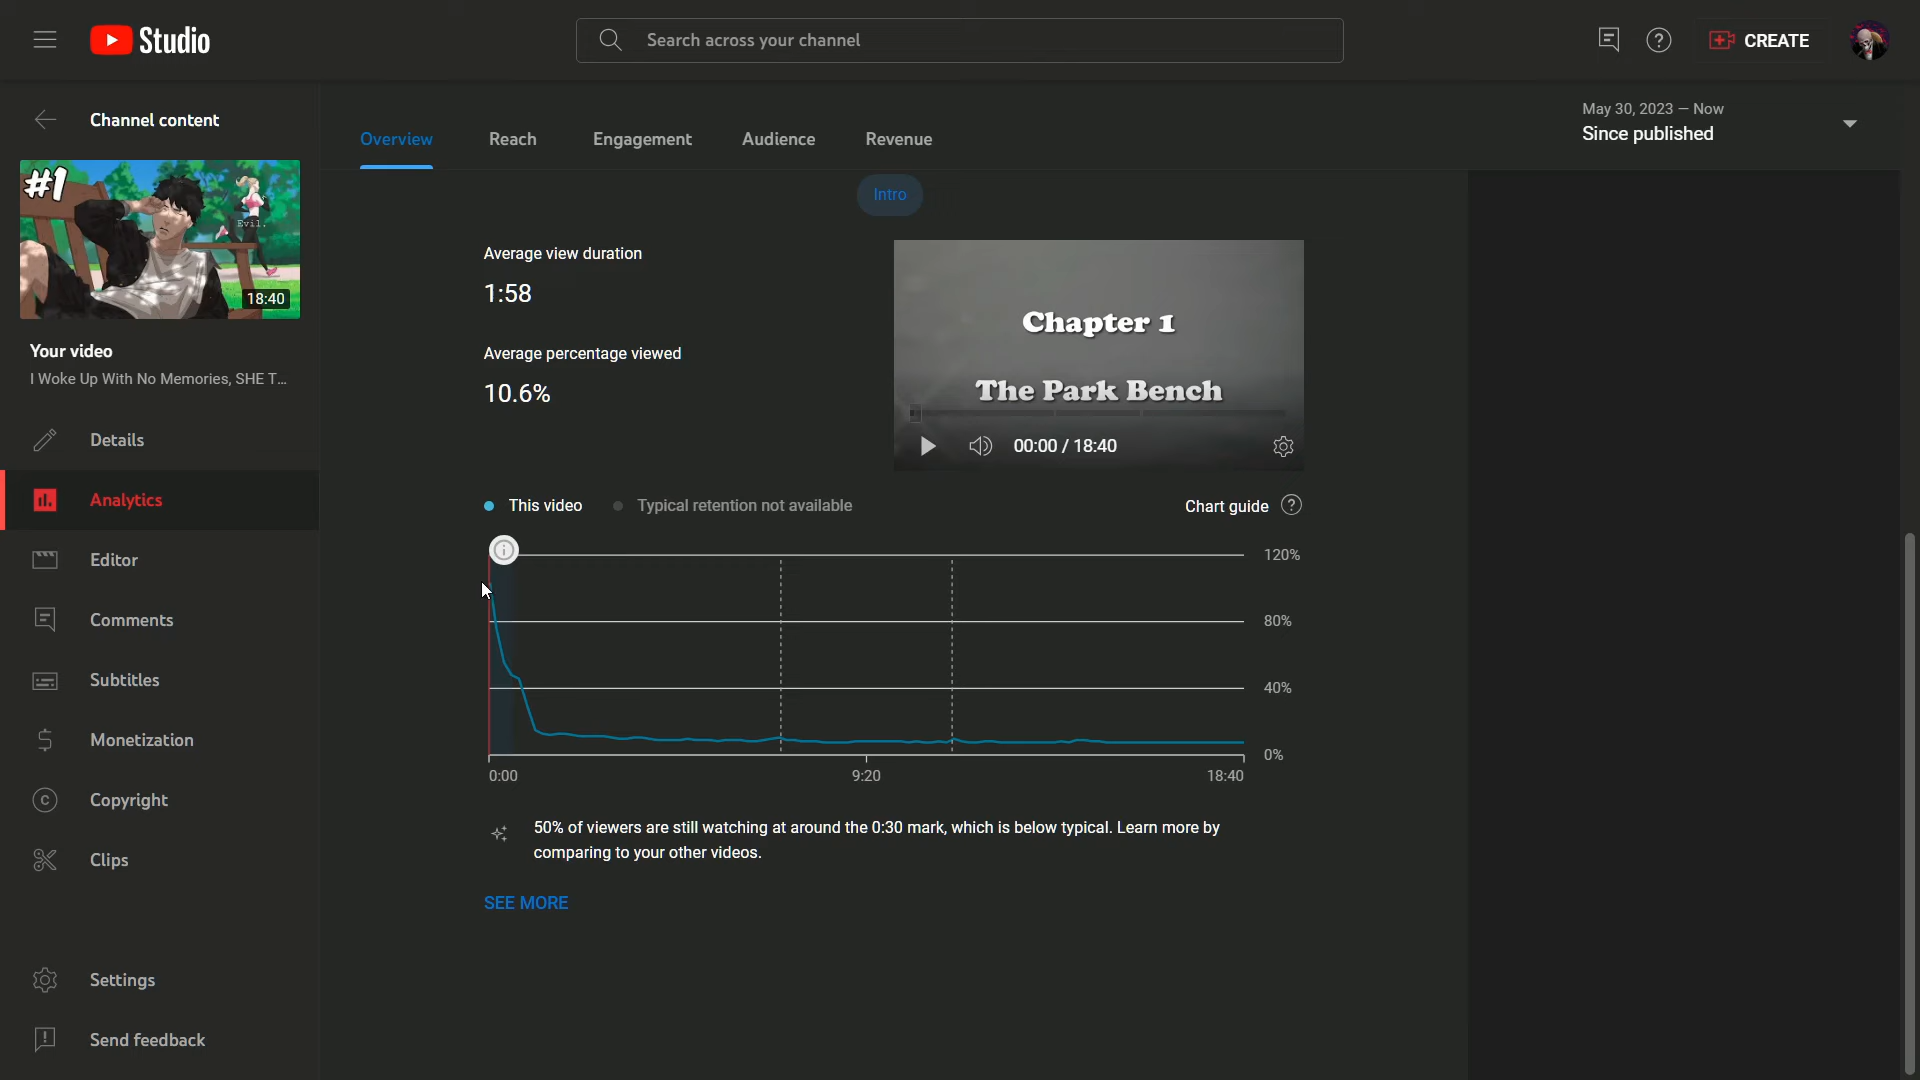 Studio
Search across your channel
CREATE
Channel content
#1
Evil.
18:40
Your video
I Woke Up With No Memories, SHE T...
Details
Analytics
Editor
Comments
Subtitles
Monetization
Copyright
Clips
Settings
Send feedback
Overview
Reach
Engagement
Audience
Revenue
May 30, 2023 – Now
Since published
Intro
Average view duration
1:58
Average percentage viewed
10.6%
Chapter 1
The Park Bench
00:00 / 18:40
This video
Typical retention not available
Chart guide
120%
80%
40%
0%
0:00
9:20
18:40
50% of viewers are still watching at around the 0:30 mark, which is below typical. Learn more by
comparing to your other videos.
SEE MORE